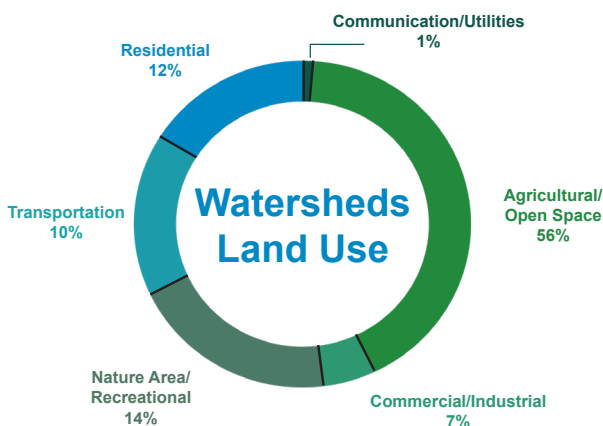 Communication/Utilities
1%
Residential
12%
Agricultural/
Open Space
56%
Watersheds
Land Use
Transportation
10%
Nature Area/
Recreational
14%
Commercial/Industrial
7%